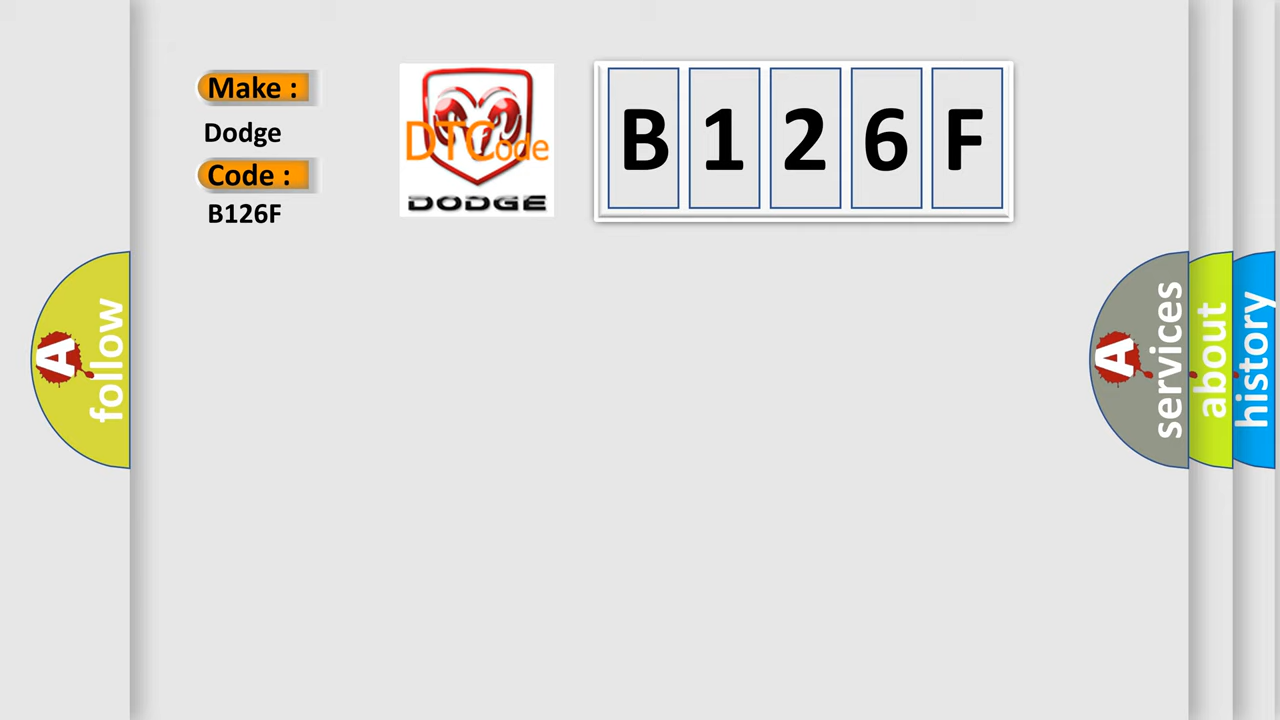 Make :
Dodge
Code :
B126F
DTCode
DODGE
B 1 2 6 F
A follow
A services
about
history